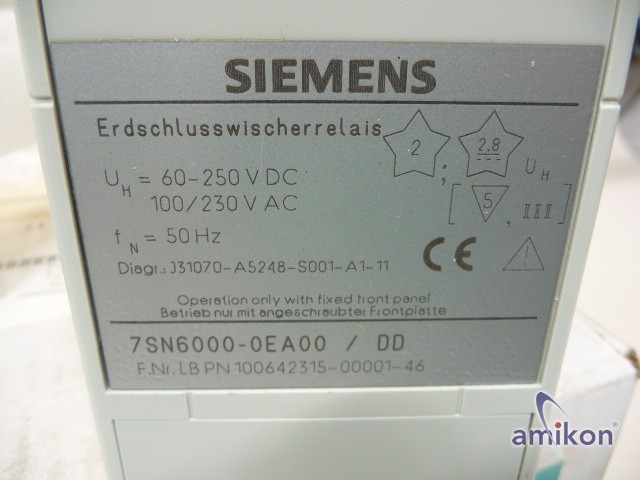 SIEMENS
Erdschlusswischerrelais 2 ; 2.8 U_H
U_H = 60-250 V DC
100/230 V AC [ 5 , III ]
f_N = 50 Hz
Diagr.: J31070-A5248-S001-A1-11 CE
Operation only with fixed front panel
Betrieb nur mit angeschraubter Frontplatte
7SN6000-0EA00 / DD
F.Nr. LB PN 100642315-00001-46
amikon®